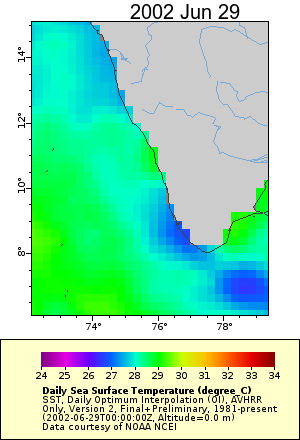 2002 Jun 29
14°
12°
10°
8°
74° 76° 78°
24 25 26 27 28 29 30 31 32 33 34
Daily Sea Surface Temperature (degree_C)
SST, Daily Optimum Interpolation (OI), AVHRR
Only, Version 2, Final+Preliminary, 1981-present
(2002-06-29T00:00:00Z, Altitude=0.0 m)
Data courtesy of NOAA NCEI